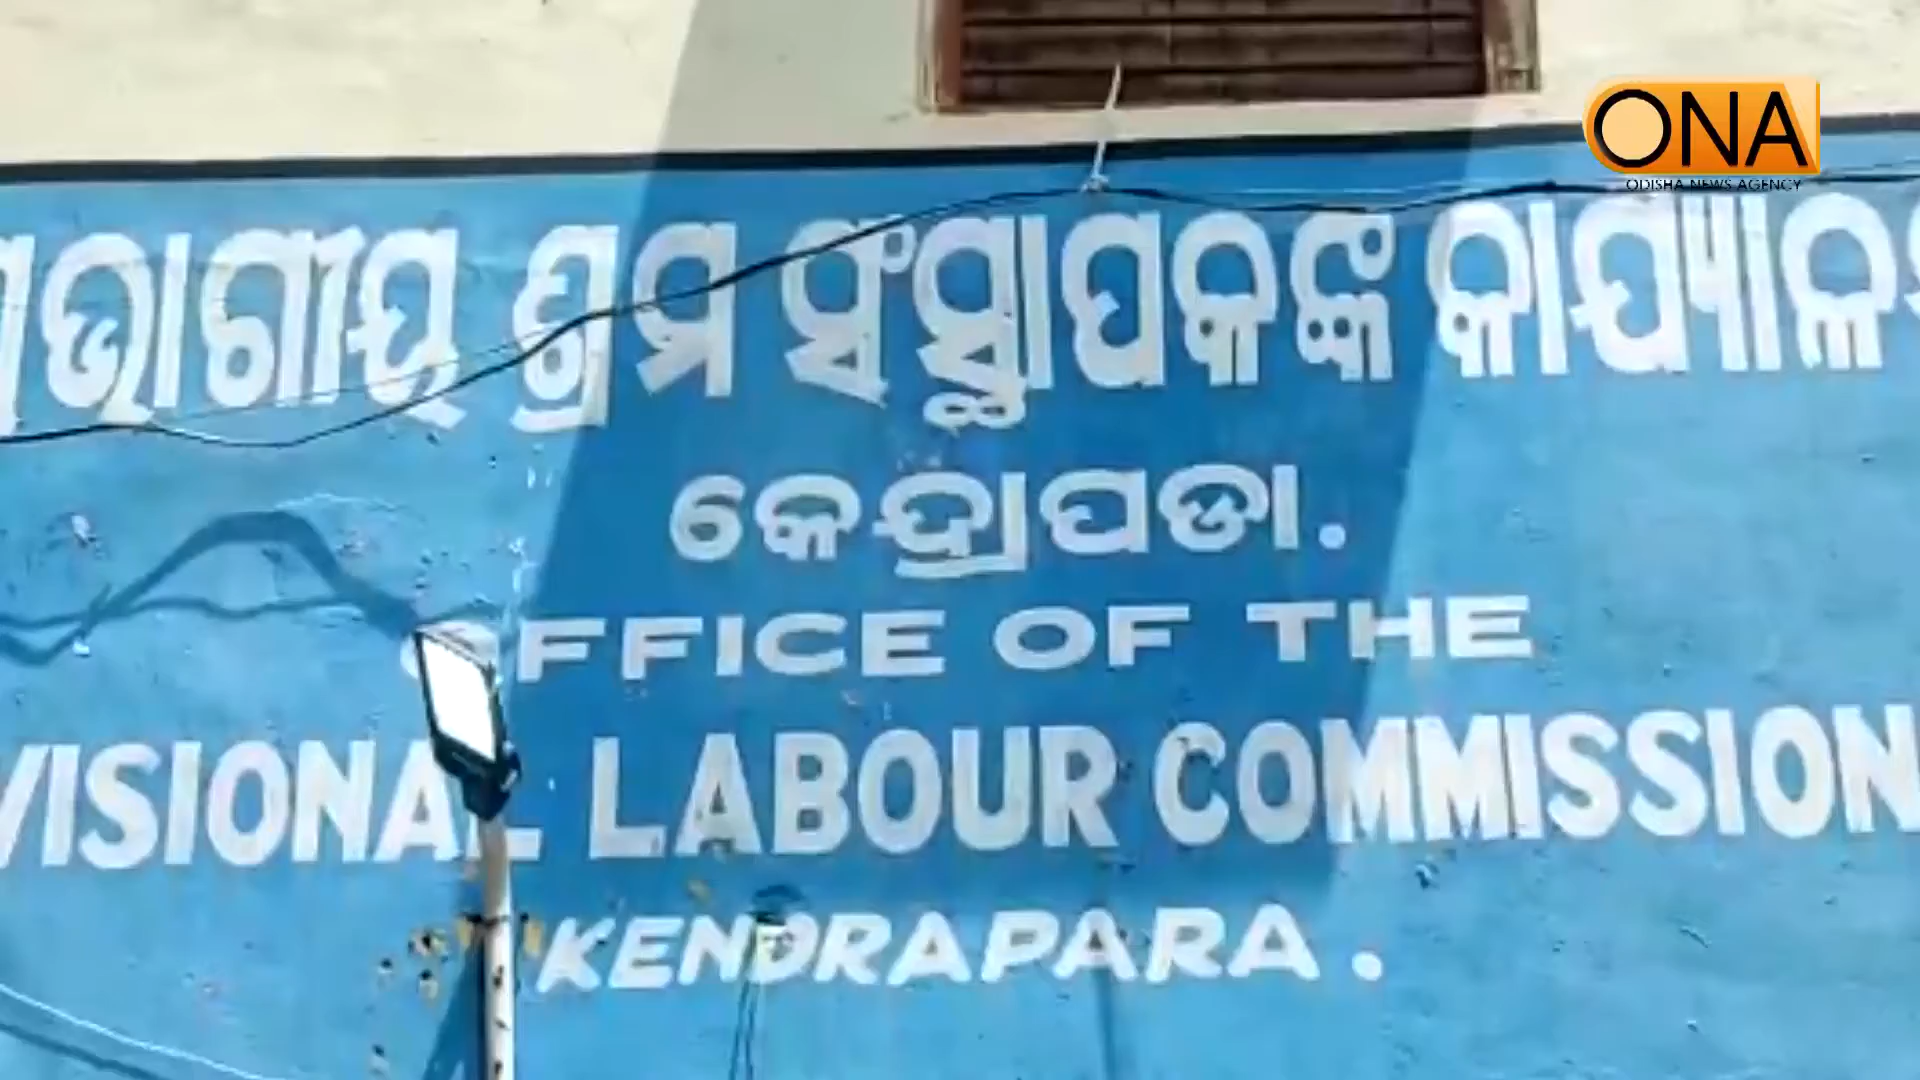 ONA
ODISHA NEWS AGENCY
ଭାଗୀୟ ଶ୍ରମ ସଂସ୍ଥାପକଙ୍କ କାର୍ଯ୍ୟାଳ
କେନ୍ଦ୍ରାପଡା.
OFFICE OF THE
VISIONAL LABOUR COMMISSION
KENDRAPARA.